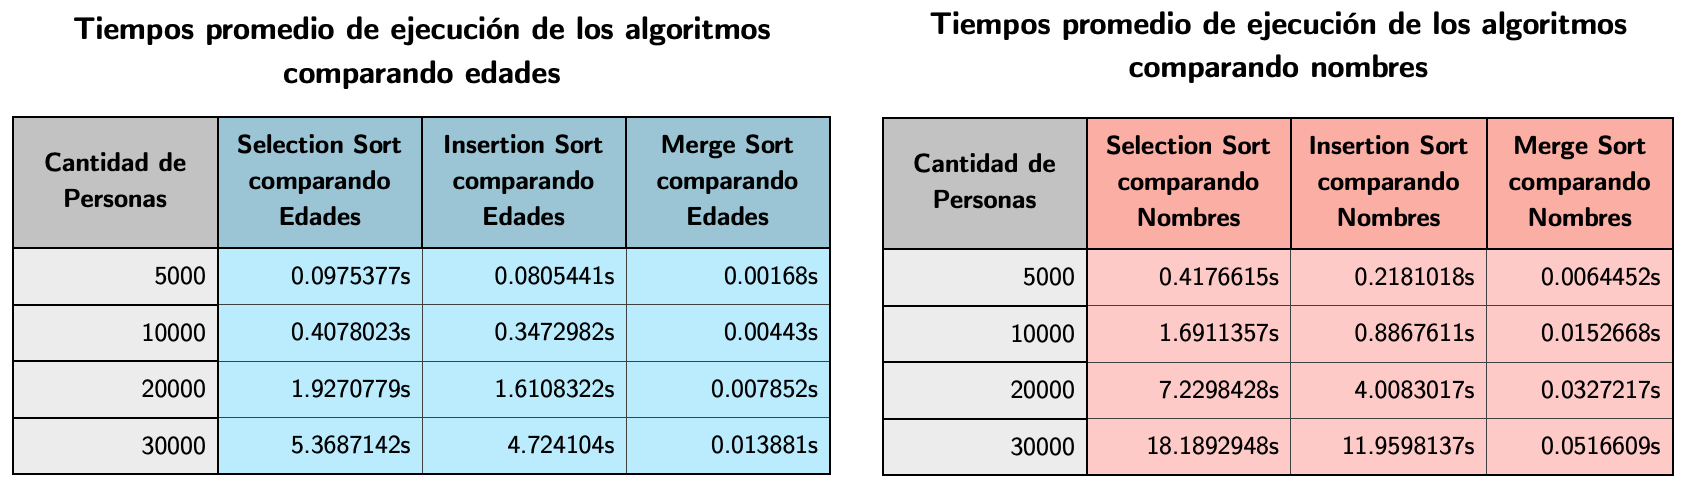 Tiempos promedio de ejecución de los algoritmos
comparando edades
Cantidad de
Personas
Selection Sort
comparando
Edades
Insertion Sort
comparando
Edades
Merge Sort
comparando
Edades
5000 0.0975377s 0.0805441s 0.00168s
10000 0.4078023s 0.3472982s 0.00443s
20000 1.9270779s 1.6108322s 0.007852s
30000 5.3687142s 4.724104s 0.013881s
Tiempos promedio de ejecución de los algoritmos
comparando nombres
Cantidad de
Personas
Selection Sort
comparando
Nombres
Insertion Sort
comparando
Nombres
Merge Sort
comparando
Nombres
5000 0.4176615s 0.2181018s 0.0064452s
10000 1.6911357s 0.8867611s 0.0152668s
20000 7.2298428s 4.0083017s 0.0327217s
30000 18.1892948s 11.9598137s 0.0516609s